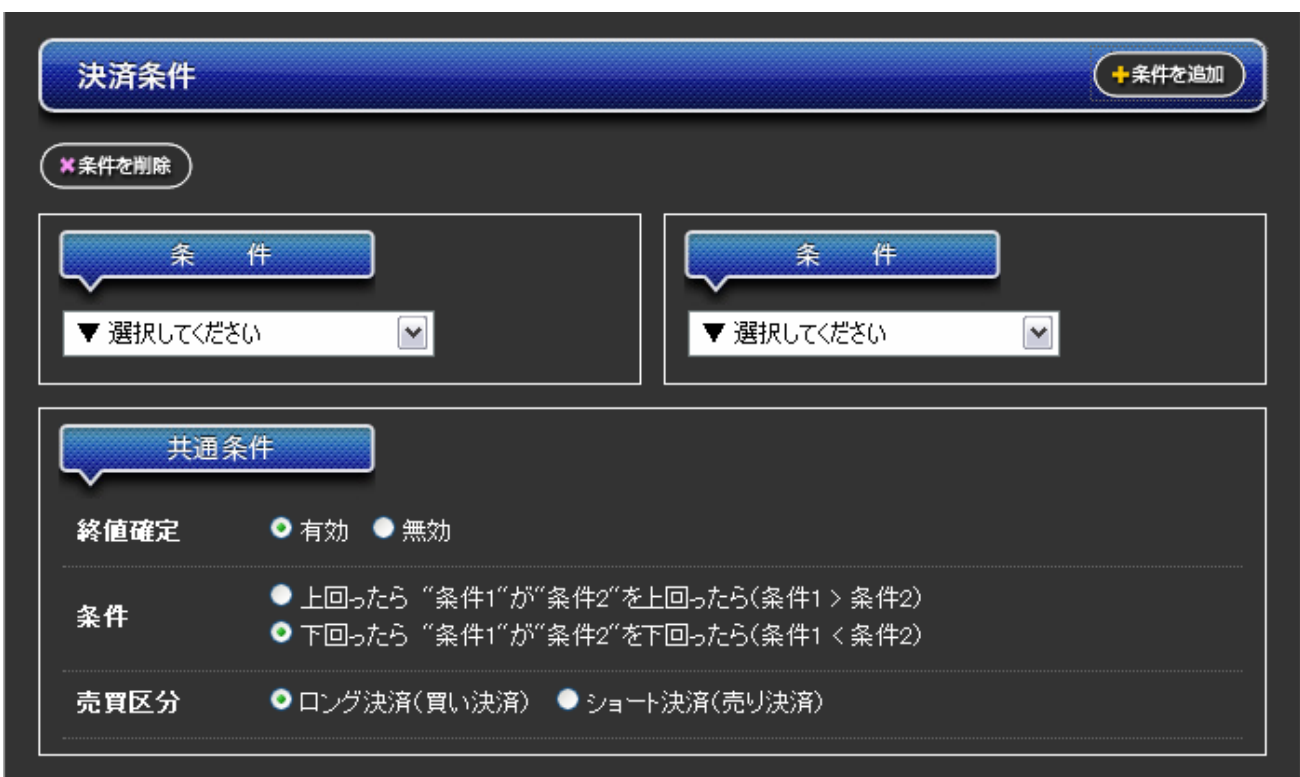 決済条件
条件を追加
条件を削除
条 件
▼ 選択してください
条 件
▼ 選択してください
共通条件
終値確定 有効 無効
条件 上回ったら “条件1”が“条件2”を上回ったら(条件1 > 条件2)
下回ったら “条件1”が“条件2”を下回ったら(条件1 < 条件2)
売買区分 ロング決済(買い決済) ショート決済(売り決済)